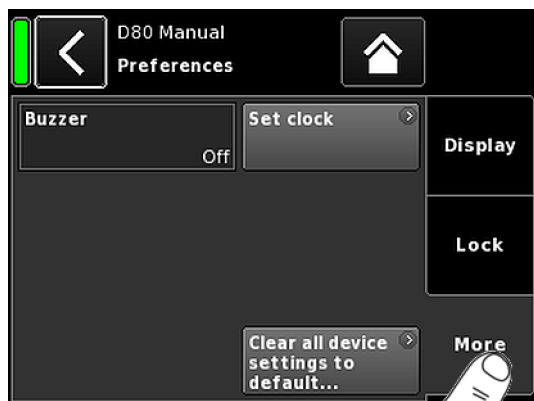 D80 Manual
Preferences
Buzzer
Off
Set clock
Display
Lock
Clear all device
settings to
default...
More